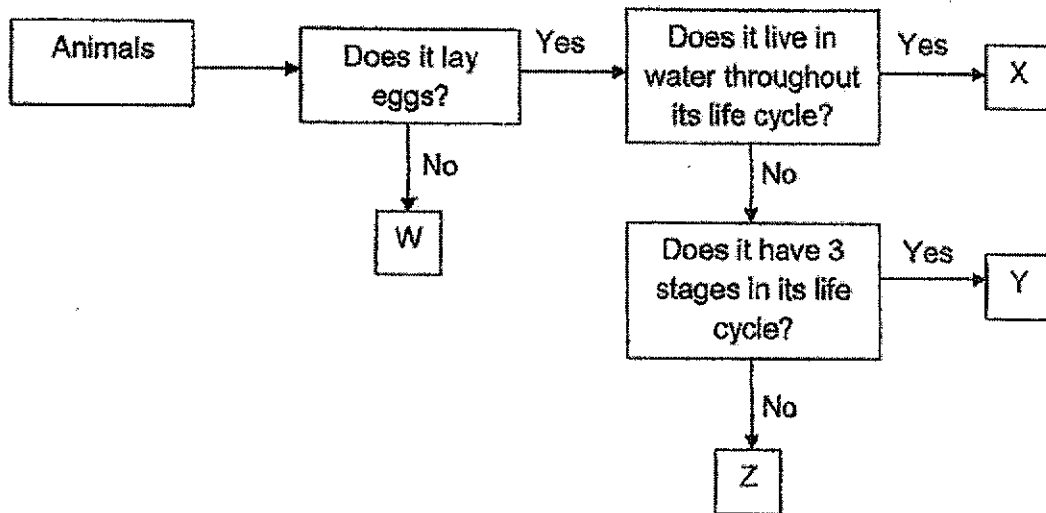 Animals
Does it lay
eggs?
Yes
Does it live in
water throughout
its life cycle?
Yes
X
No
No
W
Does it have 3
stages in its life
cycle?
Yes
Y
No
Z